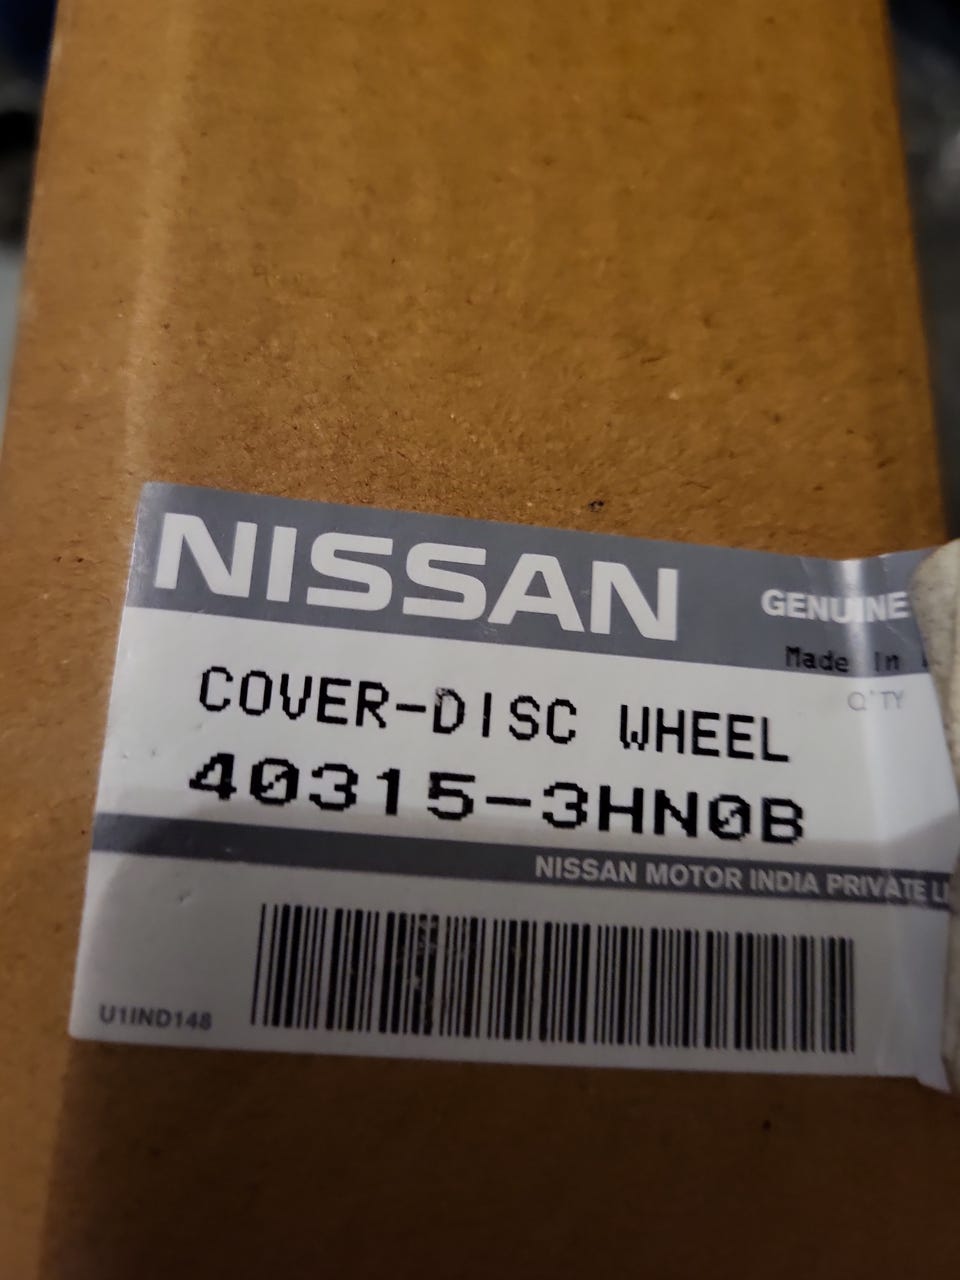 NISSAN GENUINE
Made In
Q'TY
COVER-DISC WHEEL
40315-3HN0B
NISSAN MOTOR INDIA PRIVATE
U1IND148